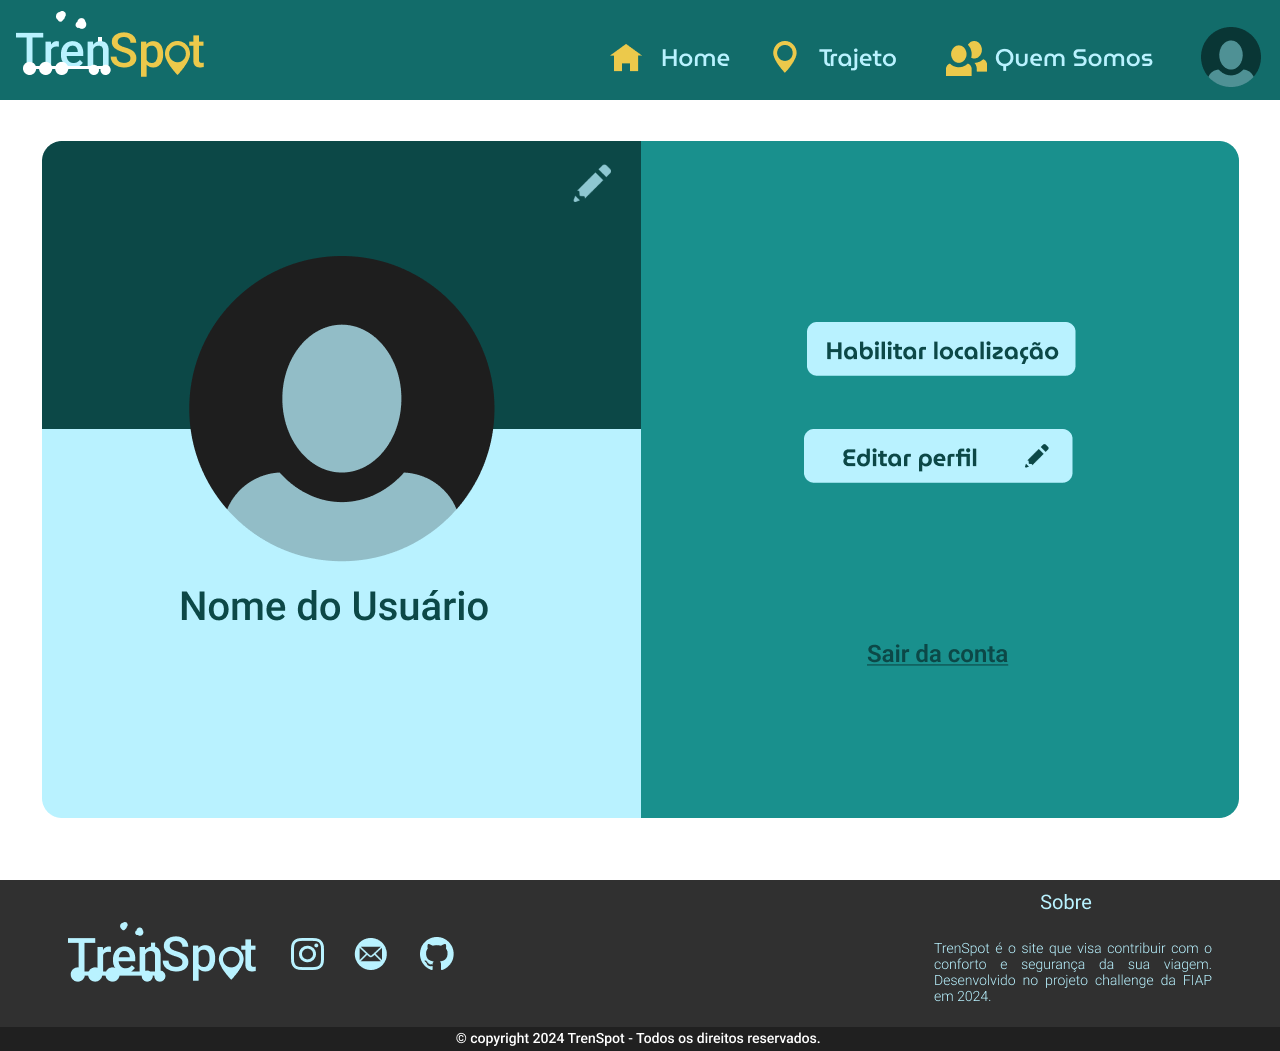 TrenSpot
Home
Trajeto
Quem Somos
Habilitar localização
Editar perfil
Nome do Usuário
Sair da conta
TrenSpot
Sobre
TrenSpot é o site que visa contribuir com o
conforto e segurança da sua viagem.
Desenvolvido no projeto challenge da FIAP
em 2024.
© copyright 2024 TrenSpot - Todos os direitos reservados.